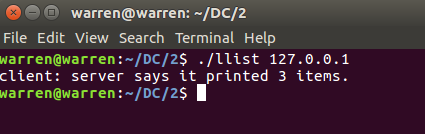 warren@warren: ~/DC/2
File Edit View Search Terminal Help
warren@warren:~/DC/2$ ./llist 127.0.0.1
client: server says it printed 3 items.
warren@warren:~/DC/2$